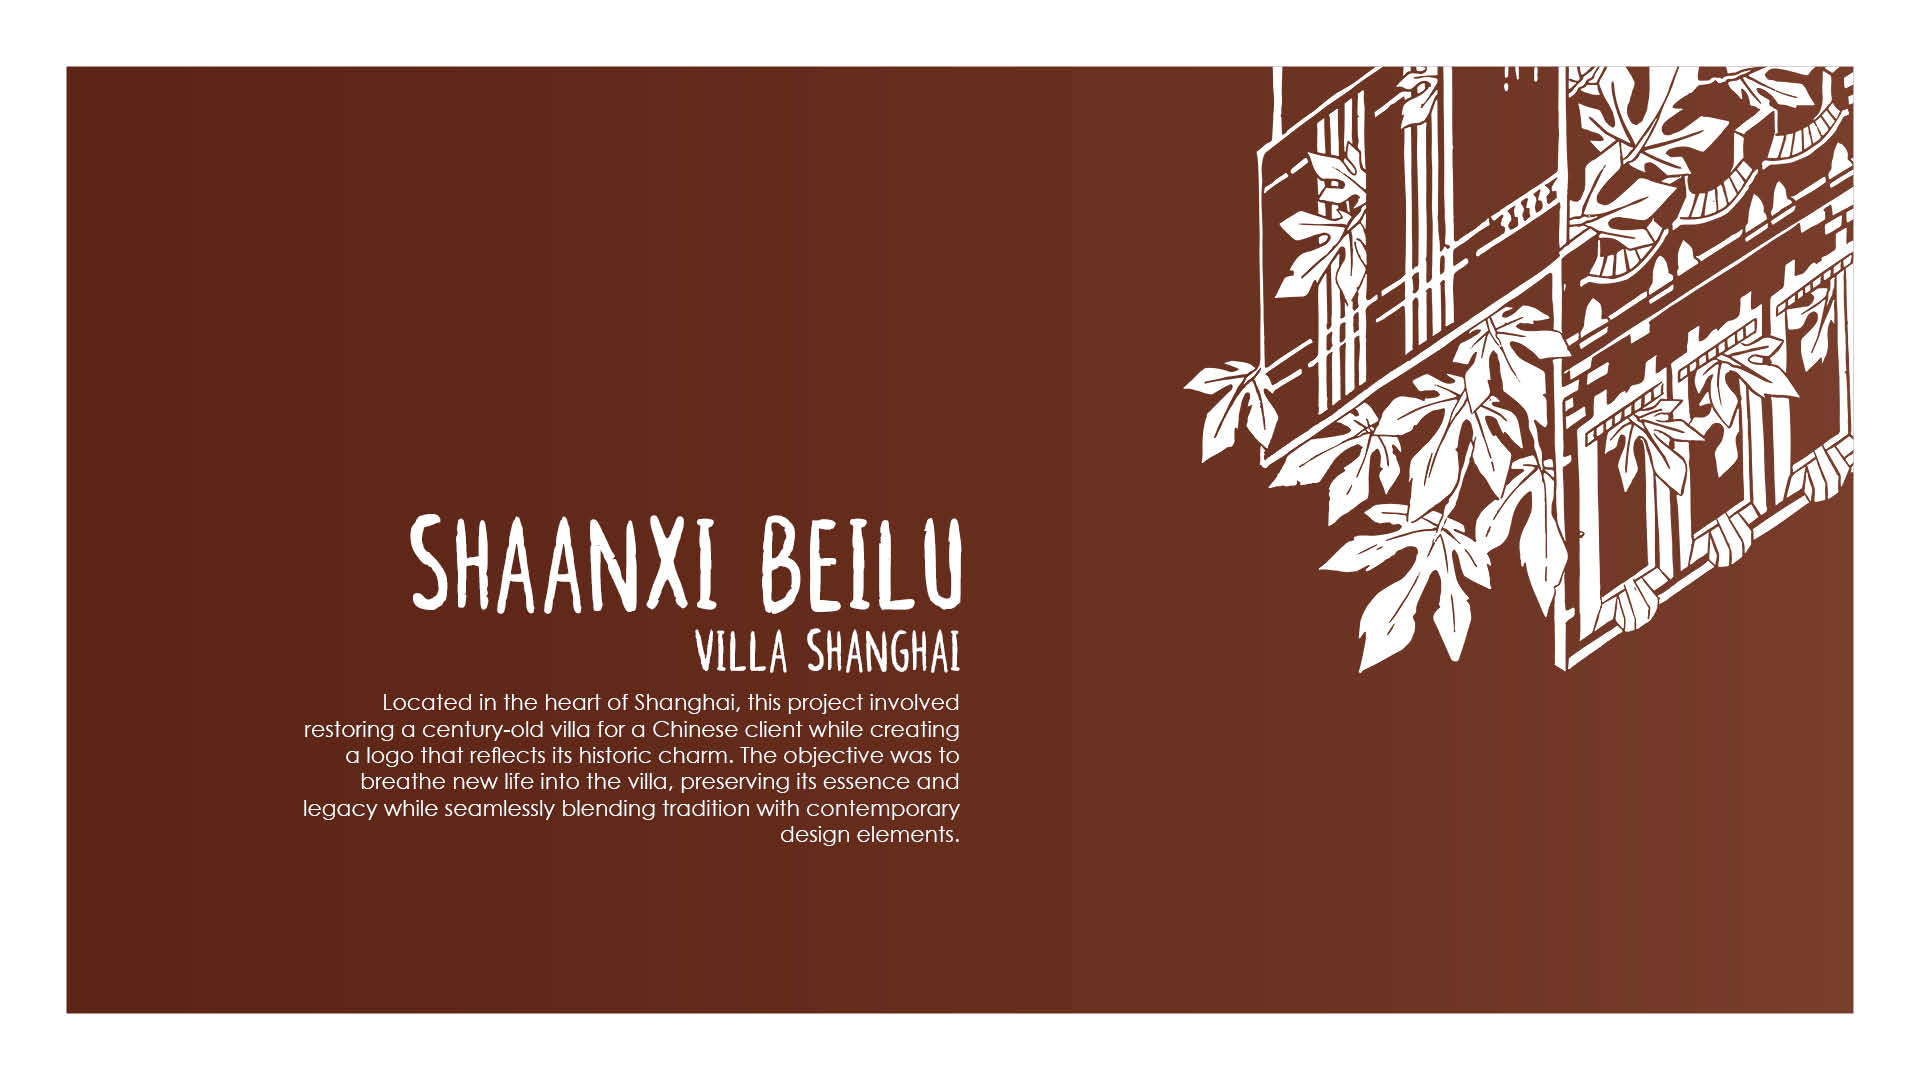 SHAANXI BEILU
VILLA SHANGHAI
Located in the heart of Shanghai, this project involved
restoring a century-old villa for a Chinese client while creating
a logo that reflects its historic charm. The objective was to
breathe new life into the villa, preserving its essence and
legacy while seamlessly blending tradition with contemporary
design elements.